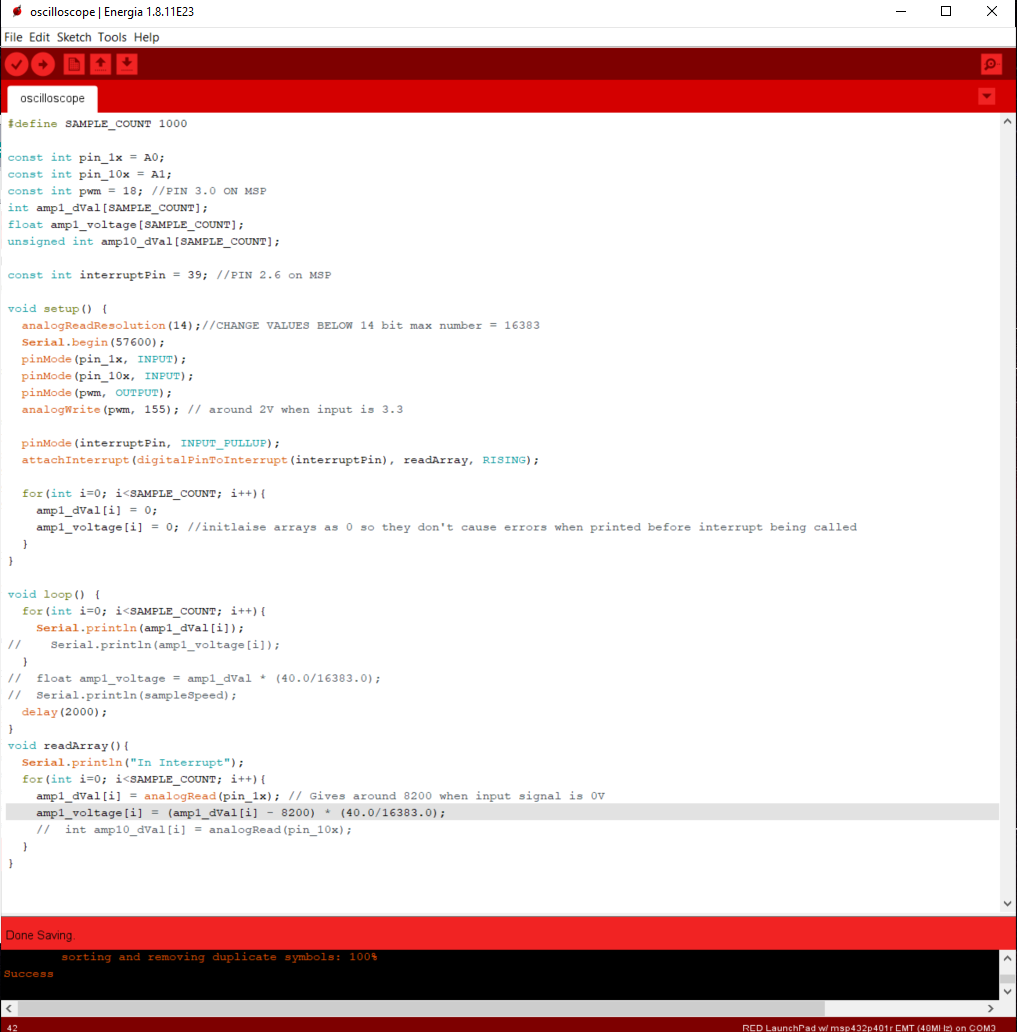 oscilloscope | Energia 1.8.11E23
File Edit Sketch Tools Help
oscilloscope
#define SAMPLE_COUNT 1000
const int pin_1x = A0;
const int pin_10x = A1;
const int pwm = 18; //PIN 3.0 ON MSP
int amp1_dVal[SAMPLE_COUNT];
float amp1_voltage[SAMPLE_COUNT];
unsigned int amp10_dVal[SAMPLE_COUNT];
const int interruptPin = 39; //PIN 2.6 on MSP
void setup() {
analogReadResolution(14);//CHANGE VALUES BELOW 14 bit max number = 16383
Serial.begin(57600);
pinMode(pin_1x, INPUT);
pinMode(pin_10x, INPUT);
pinMode(pwm, OUTPUT);
analogWrite(pwm, 155); // around 2V when input is 3.3
pinMode(interruptPin, INPUT_PULLUP);
attachInterrupt(digitalPinToInterrupt(interruptPin), readArray, RISING);
for(int i=0; i<SAMPLE_COUNT; i++){
amp1_dVal[i] = 0;
amp1_voltage[i] = 0; //initlaise arrays as 0 so they don't cause errors when printed before interrupt being called
}
}
void loop() {
for(int i=0; i<SAMPLE_COUNT; i++){
Serial.println(amp1_dVal[i]);
// Serial.println(amp1_voltage[i]);
}
// float amp1_voltage = amp1_dVal * (40.0/16383.0);
// Serial.println(sampleSpeed);
delay(2000);
}
void readArray(){
Serial.println("In Interrupt");
for(int i=0; i<SAMPLE_COUNT; i++){
amp1_dVal[i] = analogRead(pin_1x); // Gives around 8200 when input signal is 0V
amp1_voltage[i] = (amp1_dVal[i] - 8200) * (40.0/16383.0);
// int amp10_dVal[i] = analogRead(pin_10x);
}
}
Done Saving.
sorting and removing duplicate symbols: 100%
Success
42 RED LaunchPad w/ msp432p401r EMT (48MHz) on COM3